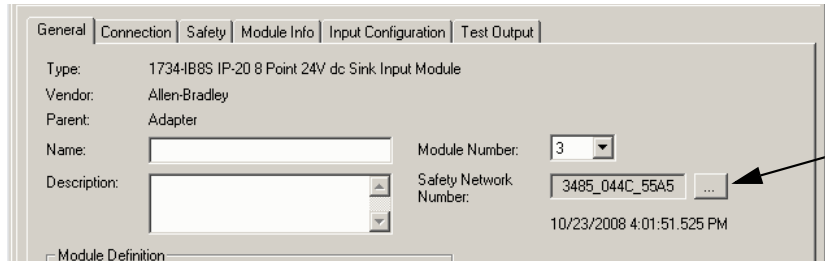 General Connection Safety Module Info Input Configuration Test Output
Type: 1734-IB8S IP-20 8 Point 24V dc Sink Input Module
Vendor: Allen-Bradley
Parent: Adapter
Name: Module Number: 3
Description: Safety Network Number: 3485_044C_55A5 ...
10/23/2008 4:01:51.525 PM
Module Definition